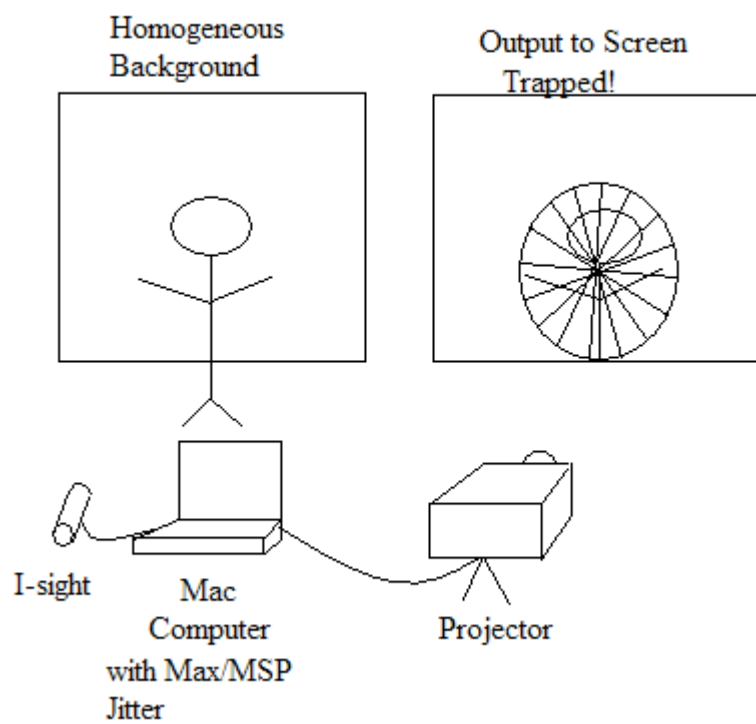 Homogeneous
Background
Output to Screen
Trapped!
I-sight
Mac
Computer
with Max/MSP
Jitter
Projector